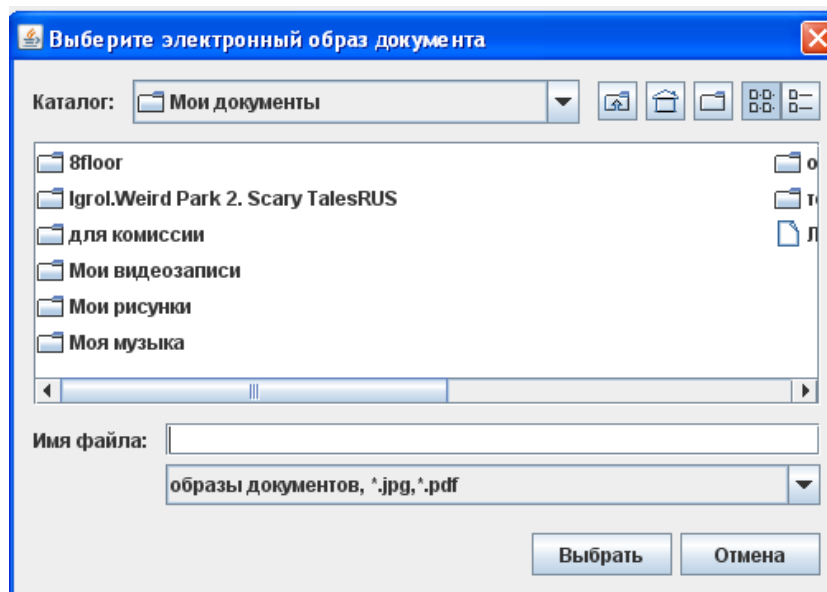 Выберите электронный образ документа
Каталог:
Мои документы
8floor
Igrol.Weird Park 2. Scary TalesRUS
для комиссии
Мои видеозаписи
Мои рисунки
Моя музыка
Имя файла:
образы документов, *.jpg,*.pdf
Выбрать
Отмена